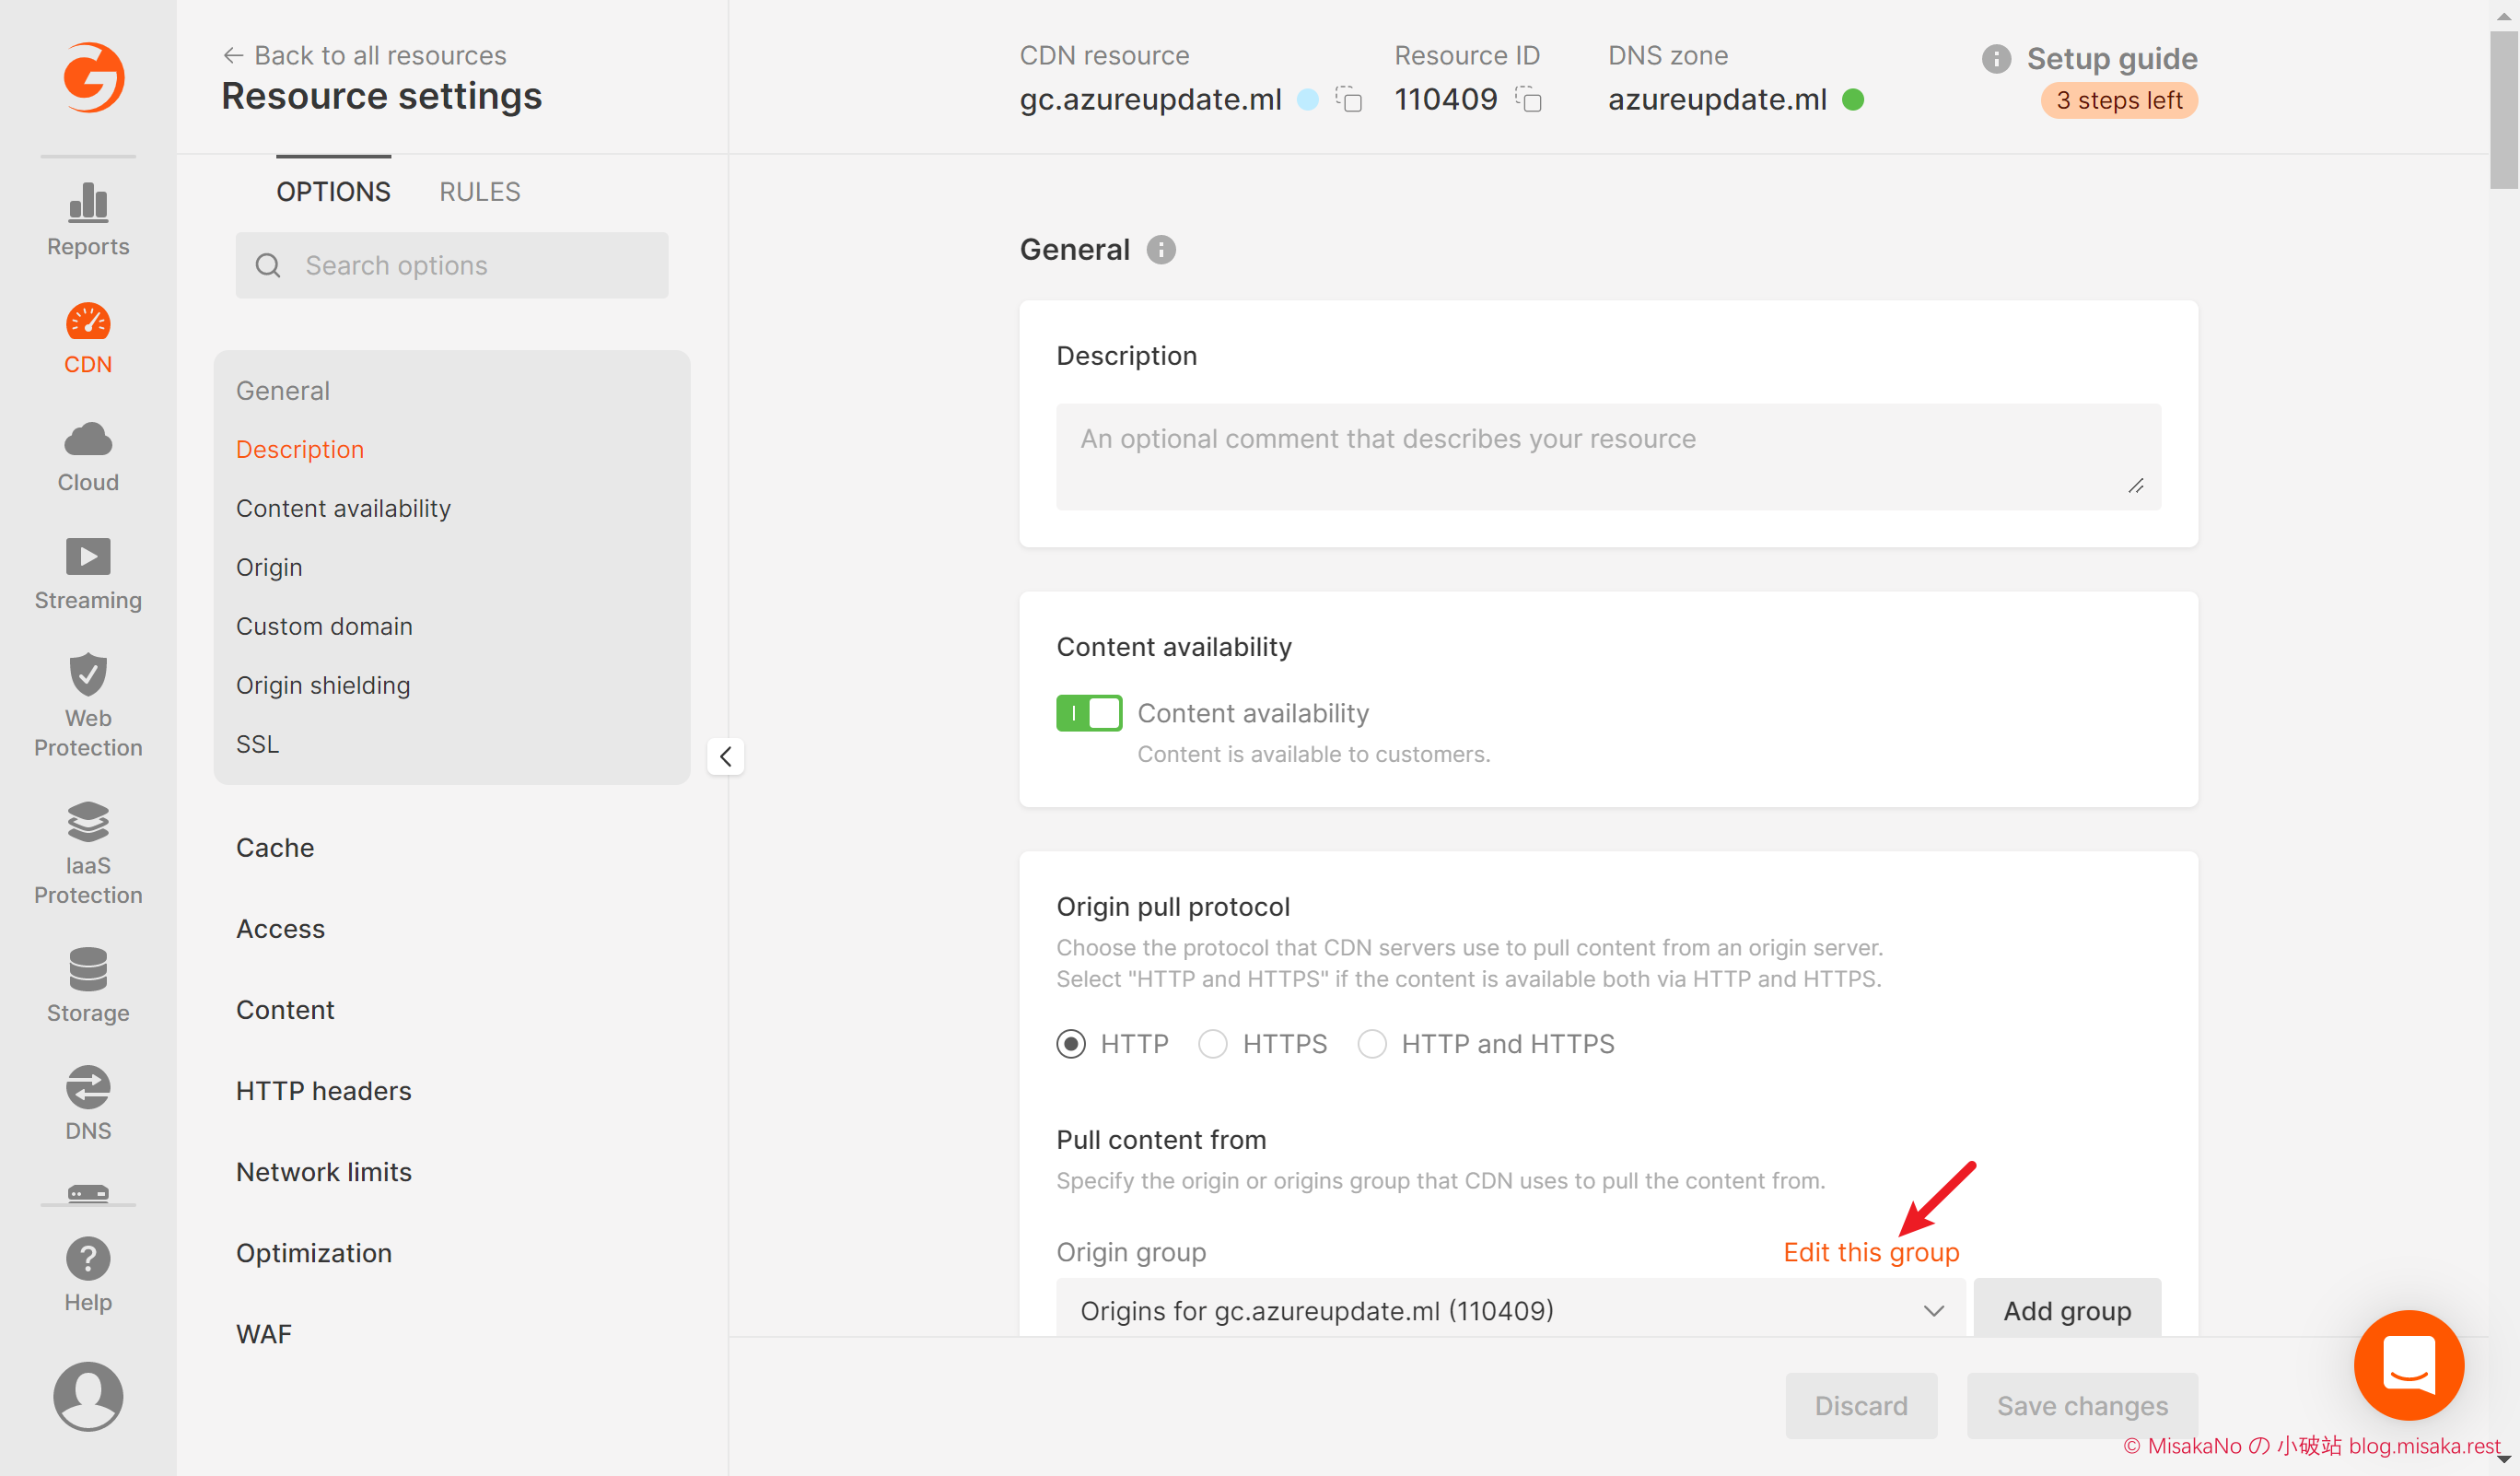 Reports
CDN
Cloud
Streaming
Web
Protection
IaaS
Protection
Storage
DNS
Help
Back to all resources
Resource settings
OPTIONS
RULES
Search options
General
Description
Content availability
Origin
Custom domain
Origin shielding
SSL
Cache
Access
Content
HTTP headers
Network limits
Optimization
WAF
CDN resource
gc.azureupdate.ml
Resource ID
110409
DNS zone
azureupdate.ml
Setup guide
3 steps left
General
Description
An optional comment that describes your resource
Content availability
Content availability
Content is available to customers.
Origin pull protocol
Choose the protocol that CDN servers use to pull content from an origin server.
Select "HTTP and HTTPS" if the content is available both via HTTP and HTTPS.
HTTP
HTTPS
HTTP and HTTPS
Pull content from
Specify the origin or origins group that CDN uses to pull the content from.
Origin group
Edit this group
Origins for gc.azureupdate.ml (110409)
Add group
Discard
Save changes
© MisakaNo の 小破站 blog.misaka.rest